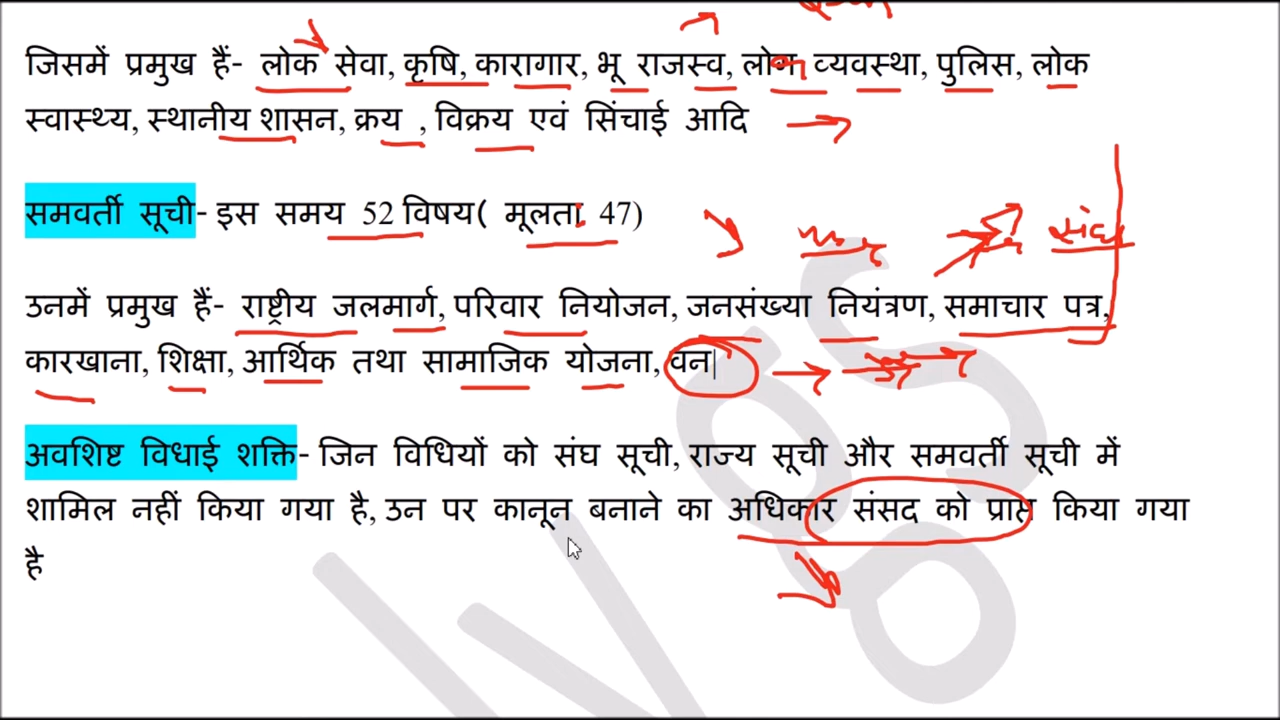 जिसमें प्रमुख हैं- लोक सेवा, कृषि, कारागार, भू राजस्व, लोक व्यवस्था, पुलिस, लोक
स्वास्थ्य, स्थानीय शासन, क्रय , विक्रय एवं सिंचाई आदि
समवर्ती सूची- इस समय 52 विषय( मूलता 47)
संघ
उनमें प्रमुख हैं- राष्ट्रीय जलमार्ग, परिवार नियोजन, जनसंख्या नियंत्रण, समाचार पत्र,
कारखाना, शिक्षा, आर्थिक तथा सामाजिक योजना, वन|
अवशिष्ट विधाई शक्ति- जिन विधियों को संघ सूची, राज्य सूची और समवर्ती सूची में
शामिल नहीं किया गया है, उन पर कानून बनाने का अधिकार संसद को प्राप्त किया गया
है